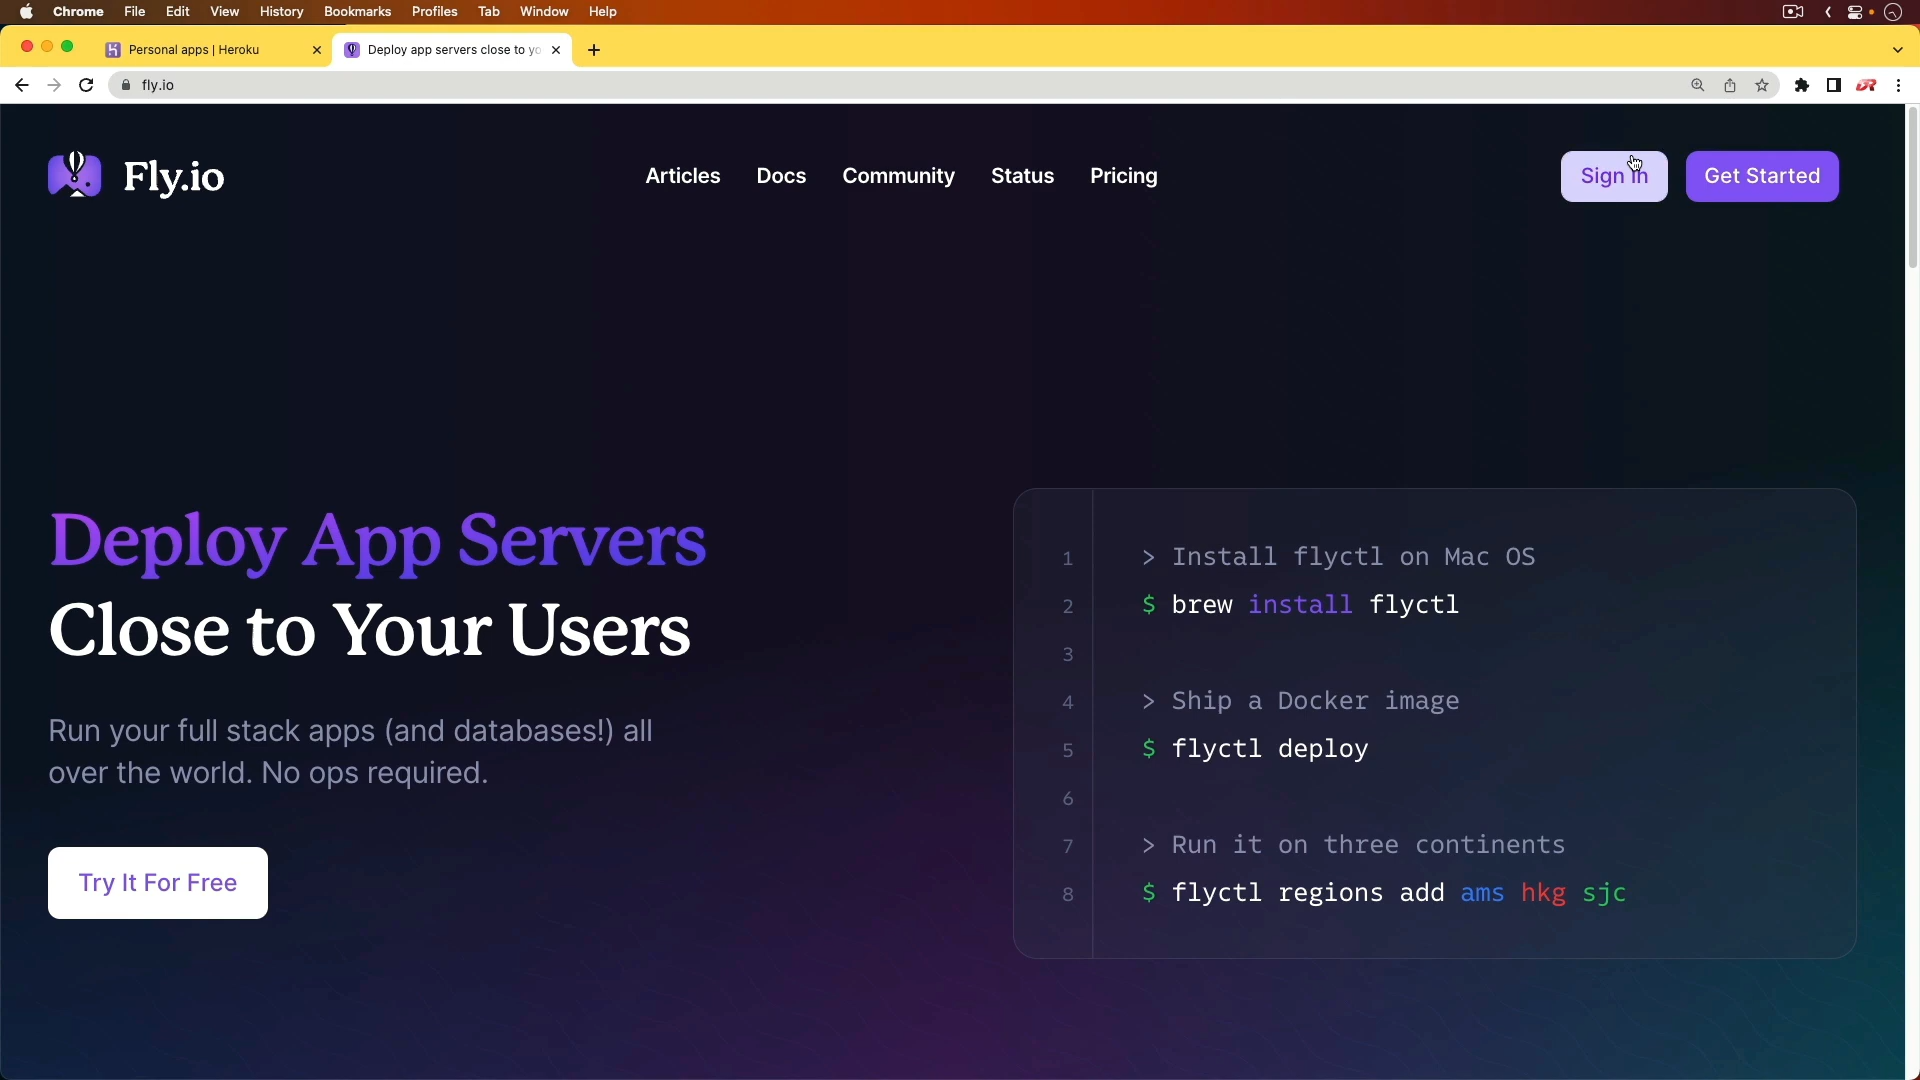 Chrome File Edit View History Bookmarks Profiles Tab Window Help
Personal apps | Heroku
Deploy app servers close to yo
fly.io
Fly.io
Articles Docs Community Status Pricing
Sign In
Get Started
Deploy App Servers
Close to Your Users
Run your full stack apps (and databases!) all
over the world. No ops required.
Try It For Free
1 > Install flyctl on Mac OS
2 $ brew install flyctl
3
4 > Ship a Docker image
5 $ flyctl deploy
6
7 > Run it on three continents
8 $ flyctl regions add ams hkg sjc